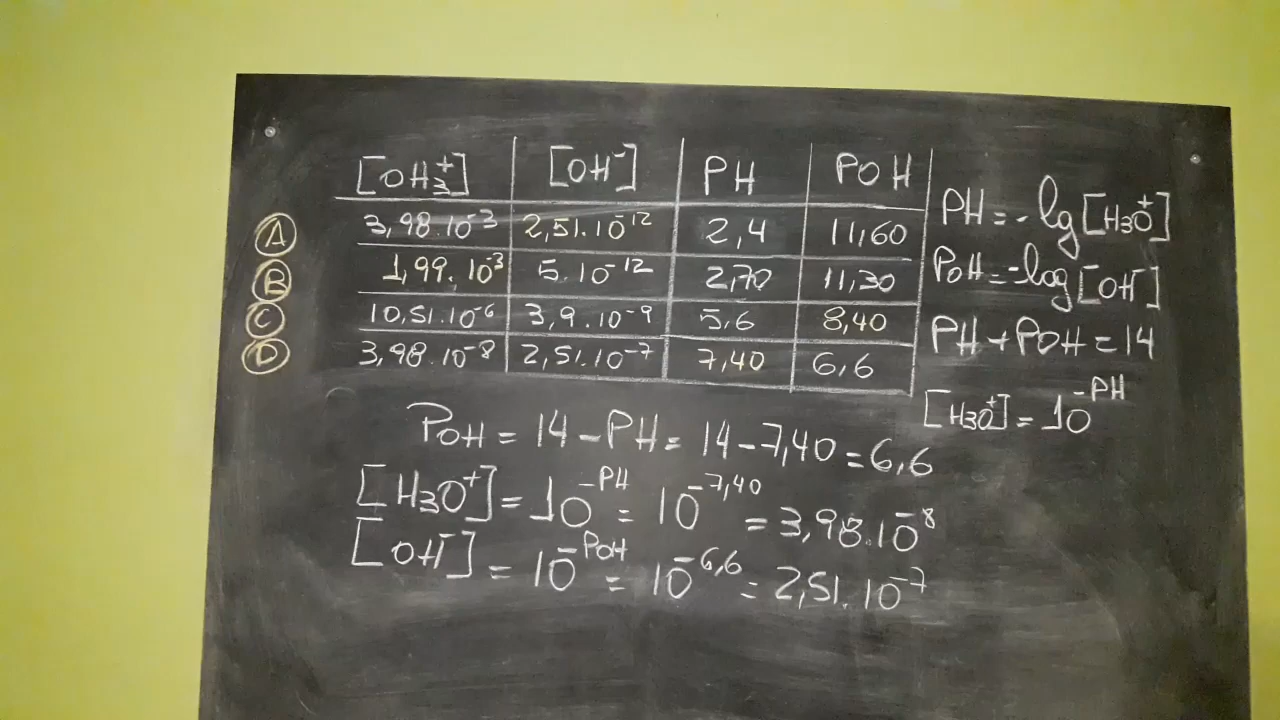 [OH₃⁺] [OH⁻] PH POH
A 3,98.10⁻³ 2,51.10⁻¹² 2,4 11,60
B 1,99.10⁻³ 5.10⁻¹² 2,70 11,30
C 10,51.10⁻⁶ 3,9.10⁻⁹ 5,6 8,40
D 3,98.10⁻⁸ 2,51.10⁻⁷ 7,40 6,6
PH = -lg[H3O⁺]
POH = -log[OH⁻]
PH + POH = 14
[H3O⁺] = 10⁻ᴾᴴ
POH = 14 - PH = 14 - 7,40 = 6,6
[H3O⁺] = 10⁻ᴾᴴ = 10⁻⁷,⁴⁰ = 3,98.10⁻⁸
[OH⁻] = 10⁻ᴾᴼᴴ = 10⁻⁶,⁶ = 2,51.10⁻⁷